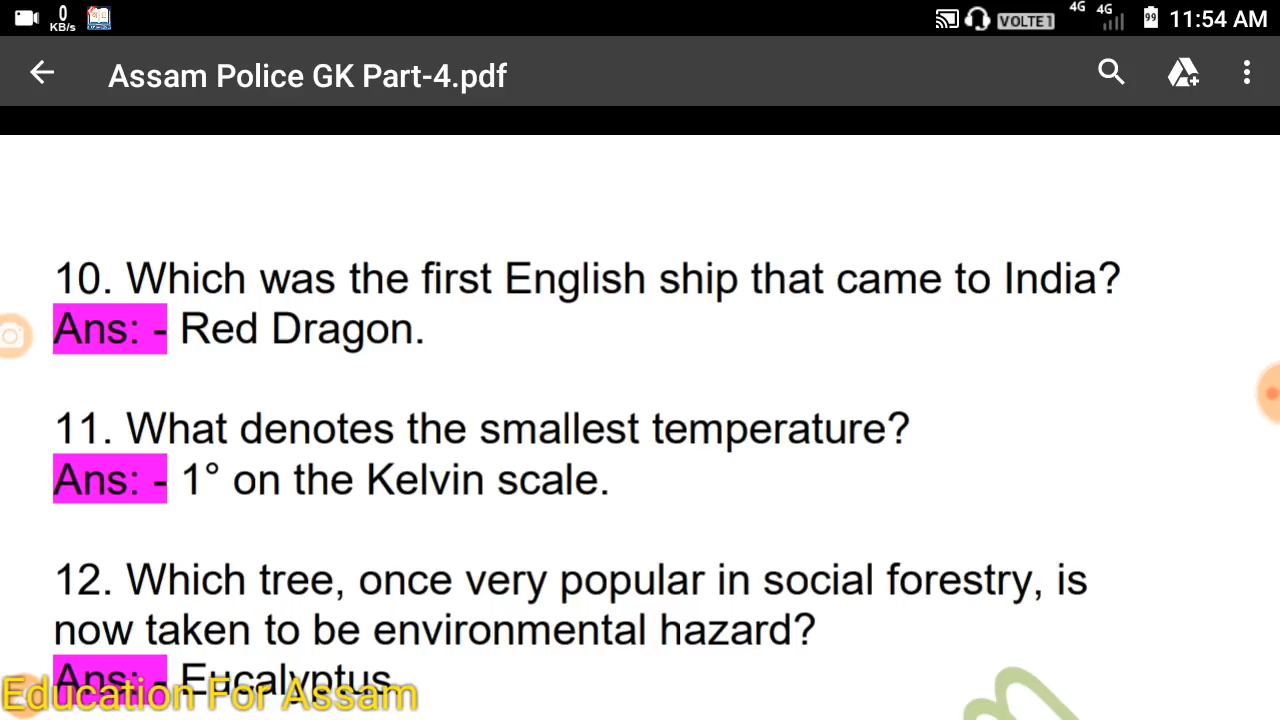 0
KB/s
VOLTE1
4G
4G
99
11:54 AM
Assam Police GK Part-4.pdf
10. Which was the first English ship that came to India?
Ans: - Red Dragon.
11. What denotes the smallest temperature?
Ans: - 1° on the Kelvin scale.
12. Which tree, once very popular in social forestry, is
now taken to be environmental hazard?
Ans: - Eucalyptus.
Education For Assam